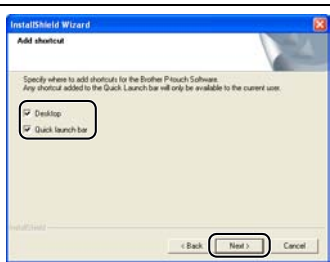 InstallShield Wizard
Add shortcut
Specify where to add shortcuts for the Brother P-touch Software.
Any shortcut added to the Quick Launch bar will only be available to the current user.
Desktop
Quick launch bar
InstallShield
< Back
Next >
Cancel